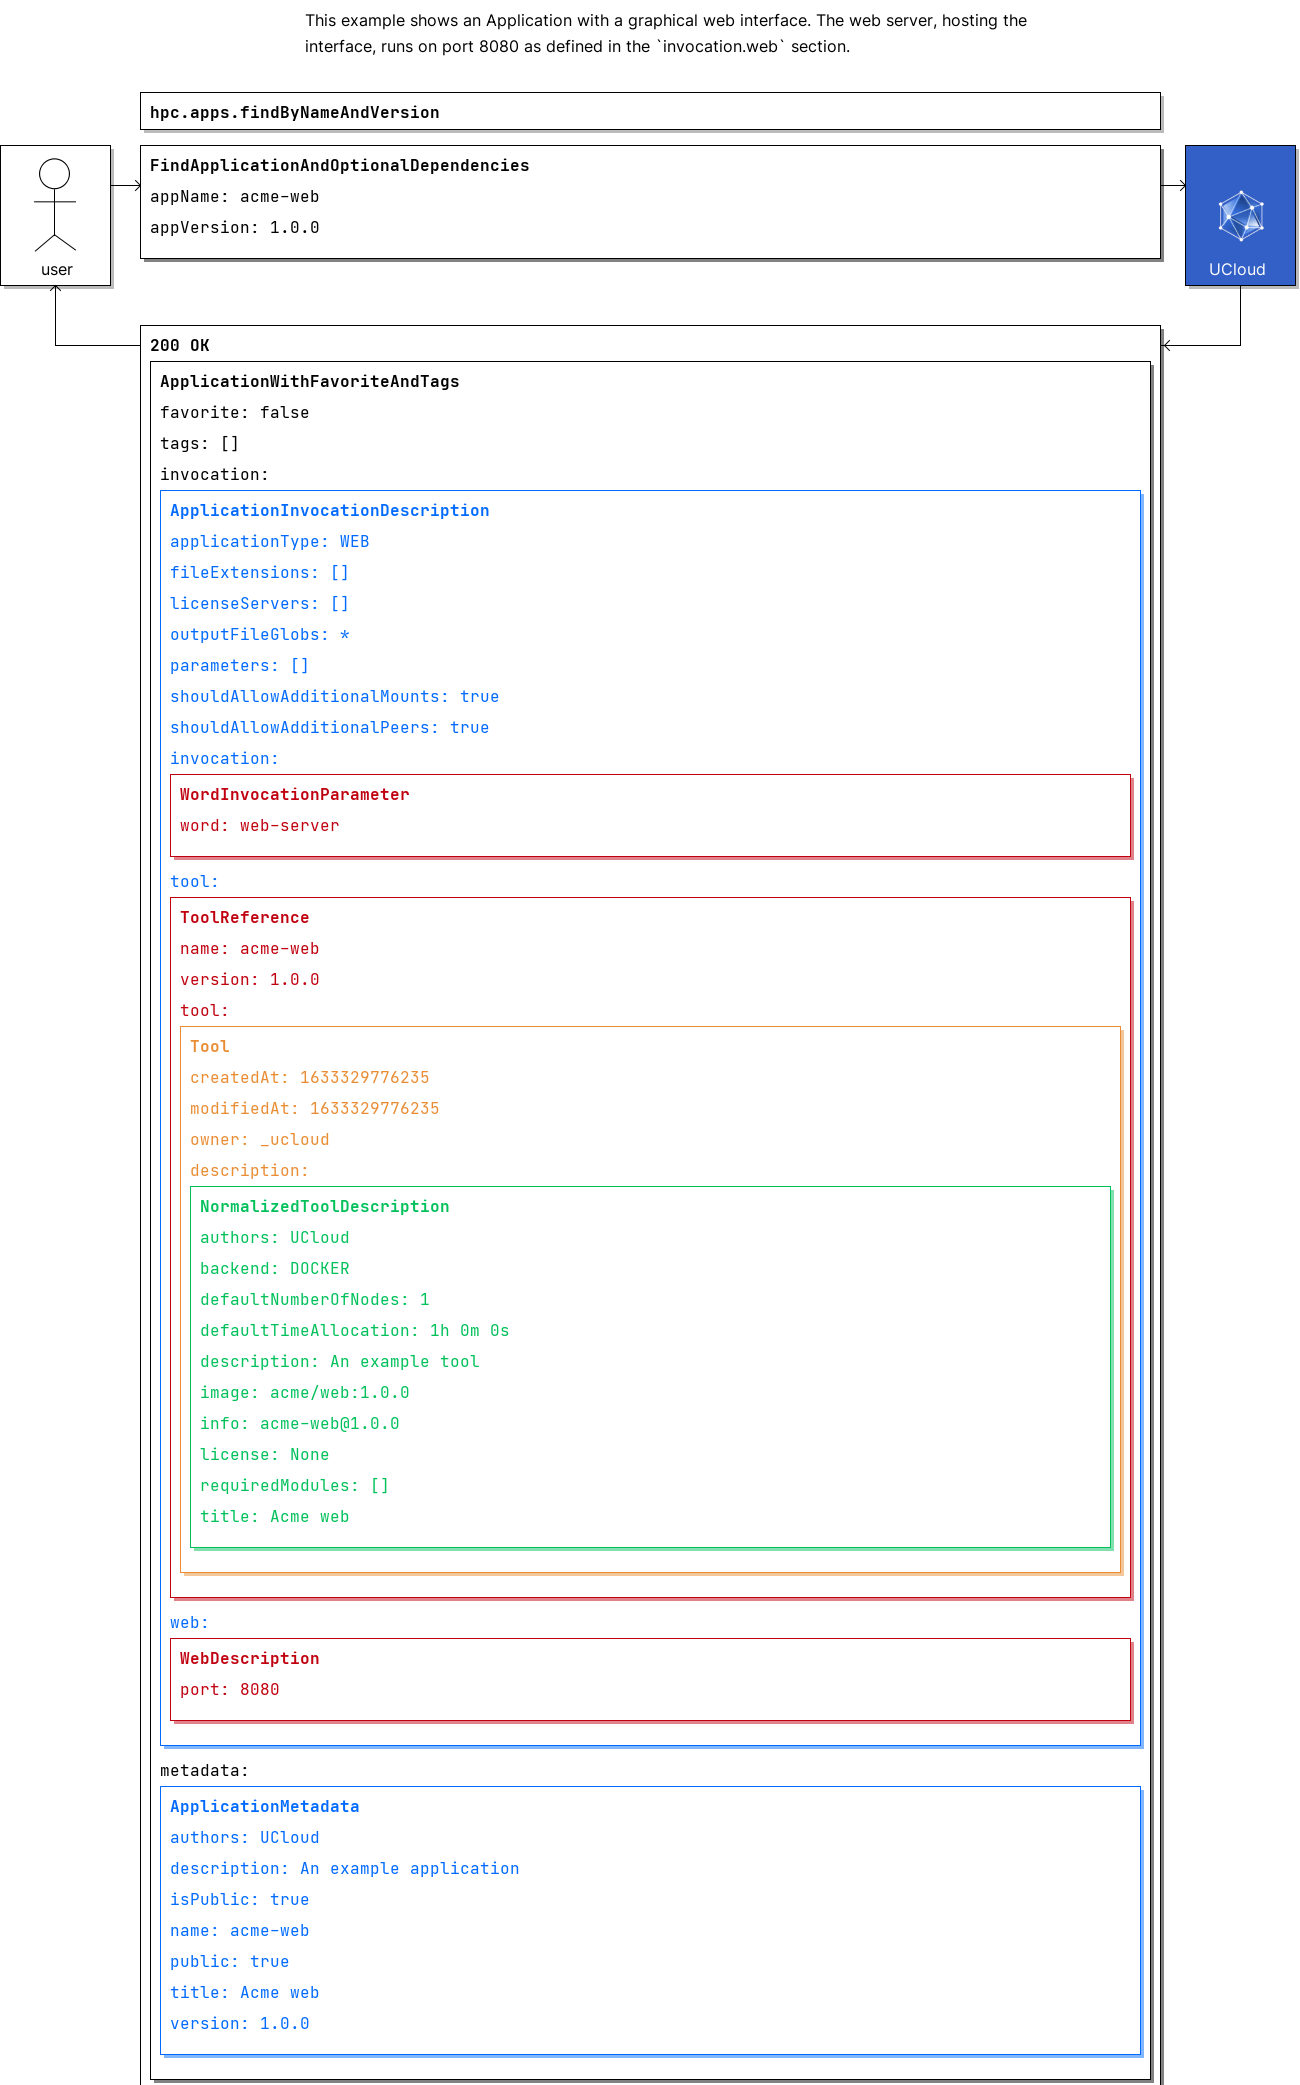 This example shows an Application with a graphical web interface. The web server, hosting the
interface, runs on port 8080 as defined in the `invocation.web` section.
hpc.apps.findByNameAndVersion
FindApplicationAndOptionalDependencies
appName: acme-web
appVersion: 1.0.0
user
UCloud
200 OK
ApplicationWithFavoriteAndTags
favorite: false
tags: []
invocation:
ApplicationInvocationDescription
applicationType: WEB
fileExtensions: []
licenseServers: []
outputFileGlobs: *
parameters: []
shouldAllowAdditionalMounts: true
shouldAllowAdditionalPeers: true
invocation:
WordInvocationParameter
word: web-server
tool:
ToolReference
name: acme-web
version: 1.0.0
tool:
Tool
createdAt: 1633329776235
modifiedAt: 1633329776235
owner: _ucloud
description:
NormalizedToolDescription
authors: UCloud
backend: DOCKER
defaultNumberOfNodes: 1
defaultTimeAllocation: 1h 0m 0s
description: An example tool
image: acme/web:1.0.0
info: acme-web@1.0.0
license: None
requiredModules: []
title: Acme web
web:
WebDescription
port: 8080
metadata:
ApplicationMetadata
authors: UCloud
description: An example application
isPublic: true
name: acme-web
public: true
title: Acme web
version: 1.0.0